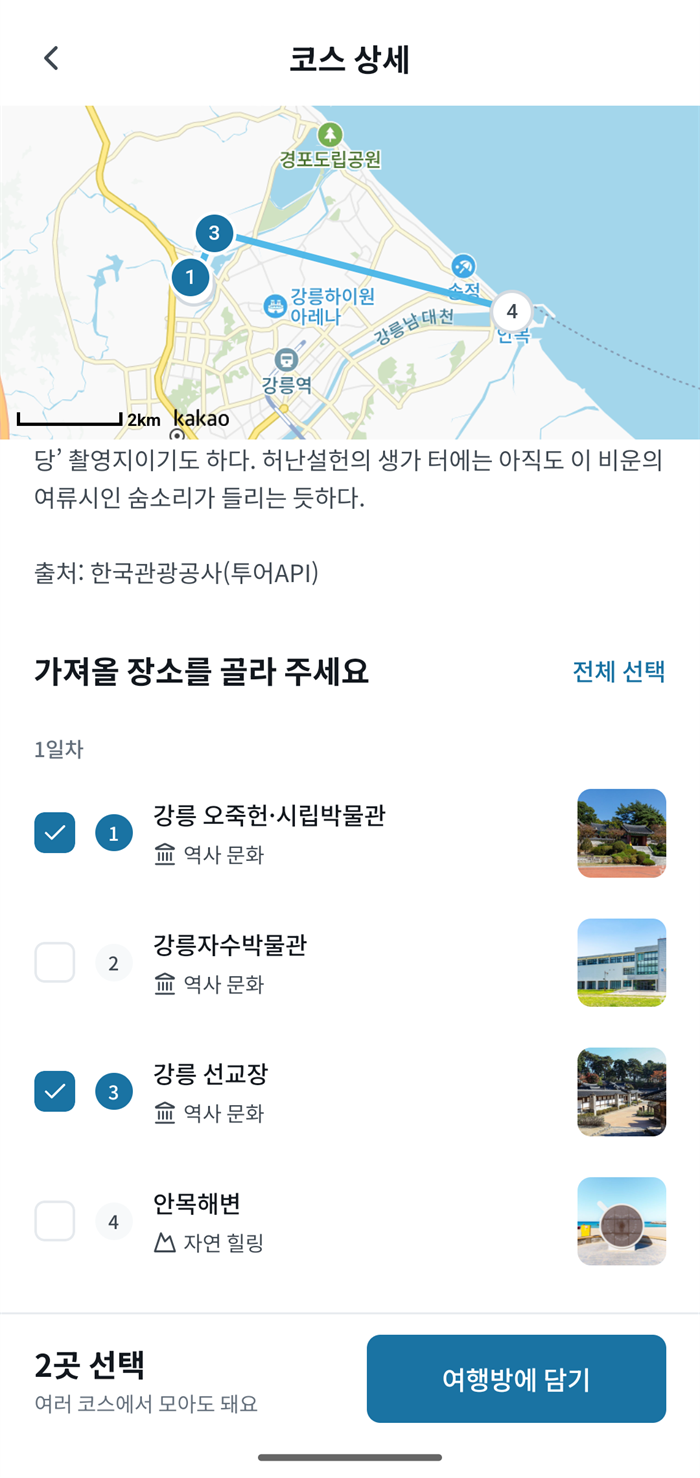 코스 상세
경포도립공원
3
1
송정
강릉하이원
아레나
4
강릉남대천
안목
강릉역
2km kakao
당’ 촬영지이기도 하다. 허난설헌의 생가 터에는 아직도 이 비운의
여류시인 숨소리가 들리는 듯하다.
출처: 한국관광공사(투어API)
가져올 장소를 골라 주세요
전체 선택
1일차
1
강릉 오죽헌·시립박물관
역사 문화
2
강릉자수박물관
역사 문화
3
강릉 선교장
역사 문화
4
안목해변
자연 힐링
2곳 선택
여러 코스에서 모아도 돼요
여행방에 담기